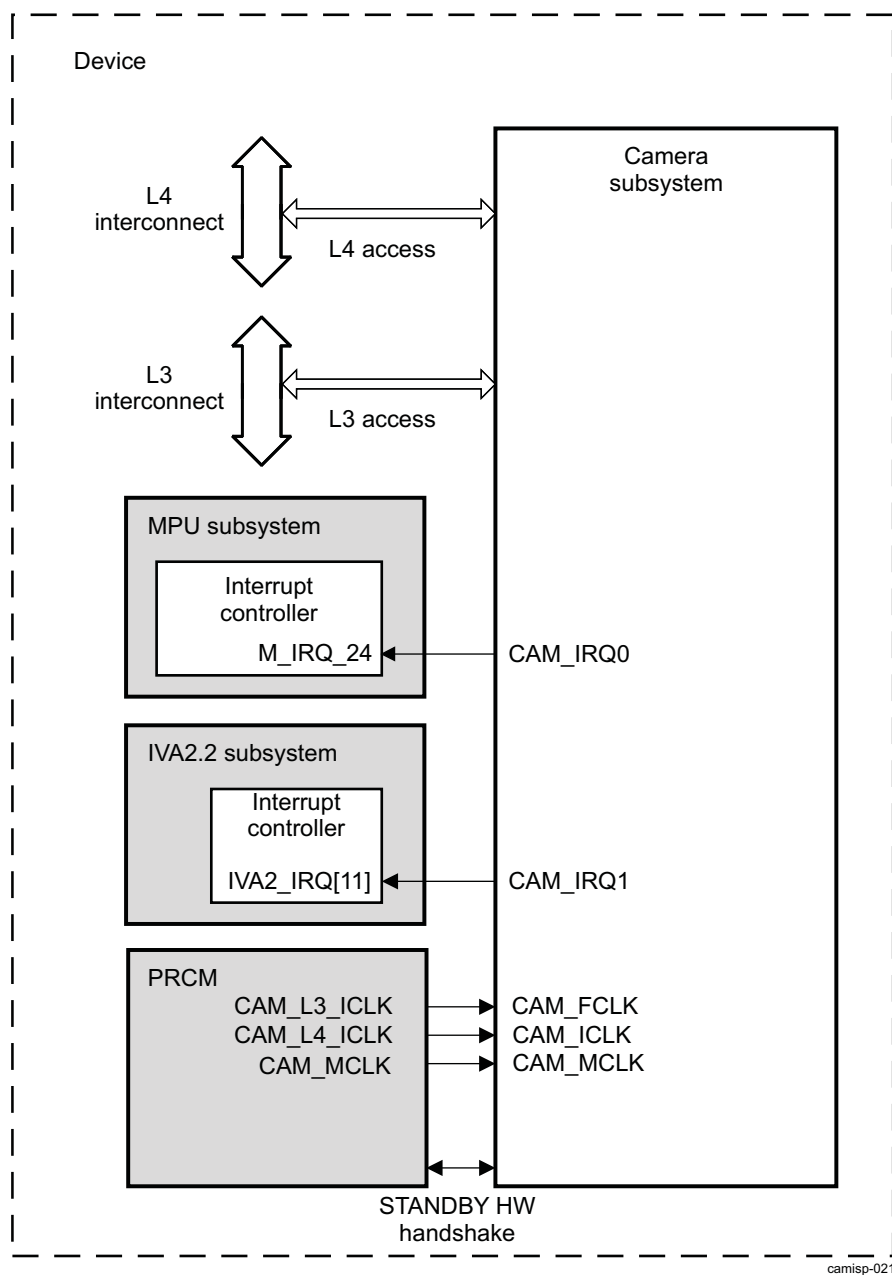 Device
Camera
subsystem
L4
interconnect
L4 access
L3
interconnect
L3 access
MPU subsystem
Interrupt
controller
M_IRQ_24
CAM_IRQ0
IVA2.2 subsystem
Interrupt
controller
IVA2_IRQ[11]
CAM_IRQ1
PRCM
CAM_L3_ICLK
CAM_FCLK
CAM_L4_ICLK
CAM_ICLK
CAM_MCLK
CAM_MCLK
STANDBY HW
handshake
camisp-021